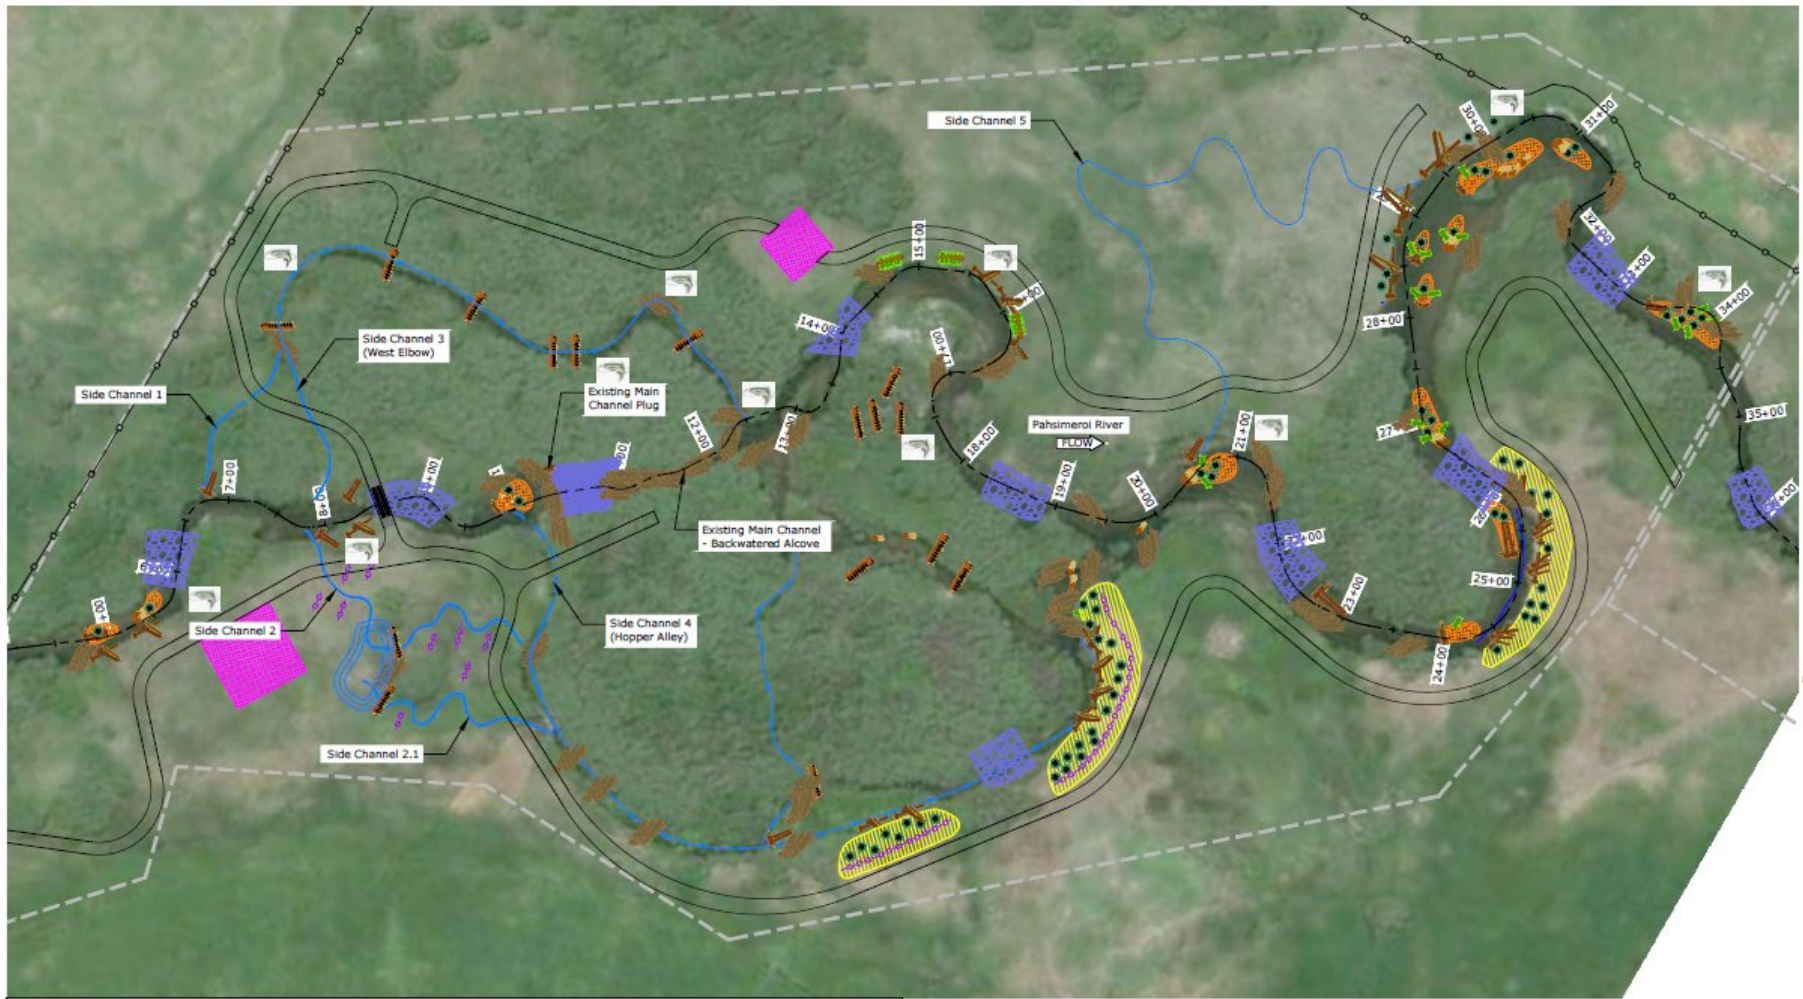 Side Channel 5
30+00
31+00
32+00
15+00
Side Channel 3
(West Elbow)
14+00
34+00
28+00
Side Channel 1
Existing Main
Channel Plug
35+00
12+00
13+00
17+00
Pahsimeroi River
FLOW
21+00
18+00
7+00
8+00
19+00
20+00
Existing Main Channel
- Backwatered Alcove
25+00
23+00
Side Channel 2
Side Channel 4
(Hopper Alley)
24+00
Side Channel 2.1